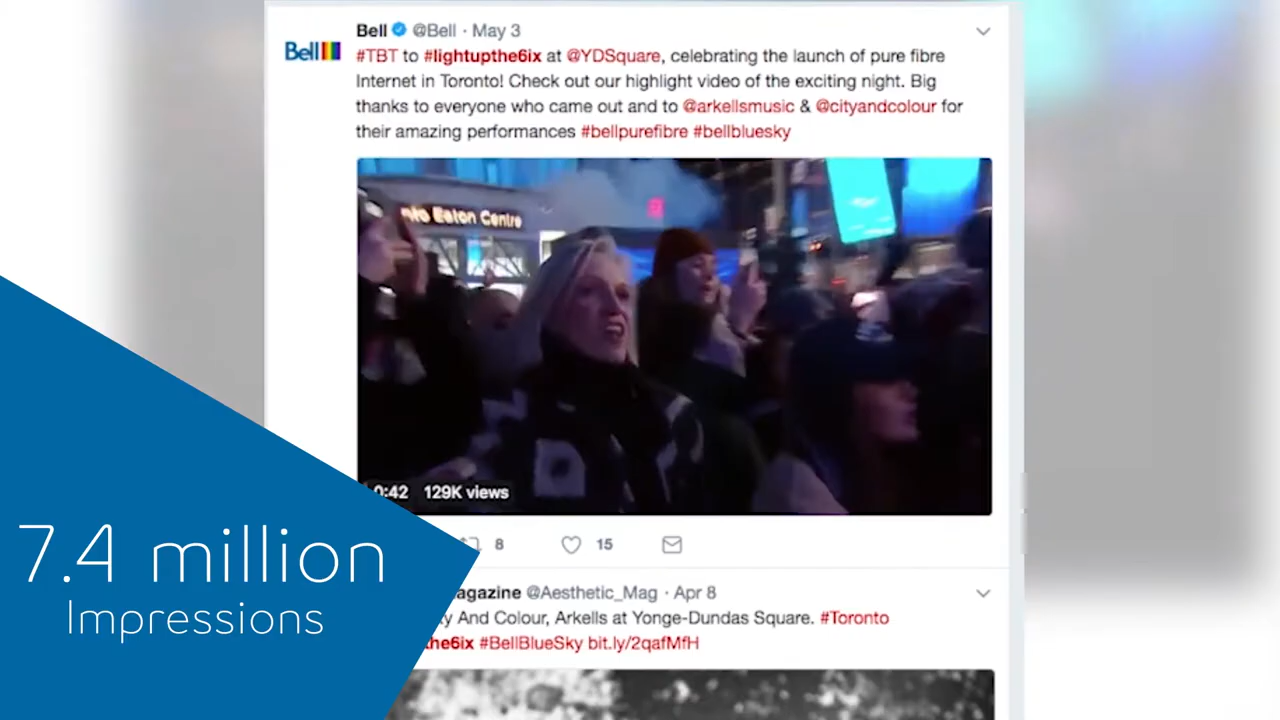 Bell @Bell · May 3
Bell
#TBT to #lightupthe6ix at @YDSquare, celebrating the launch of pure fibre
Internet in Toronto! Check out our highlight video of the exciting night. Big
thanks to everyone who came out and to @arkellsmusic & @cityandcolour for
their amazing performances #bellpurefibre #bellbluesky
nto Eaton Centre
0:42 129K views
8 15
agazine @Aesthetic_Mag · Apr 8
y And Colour, Arkells at Yonge-Dundas Square. #Toronto
the6ix #BellBlueSky bit.ly/2qafMfH
7.4 million
Impressions